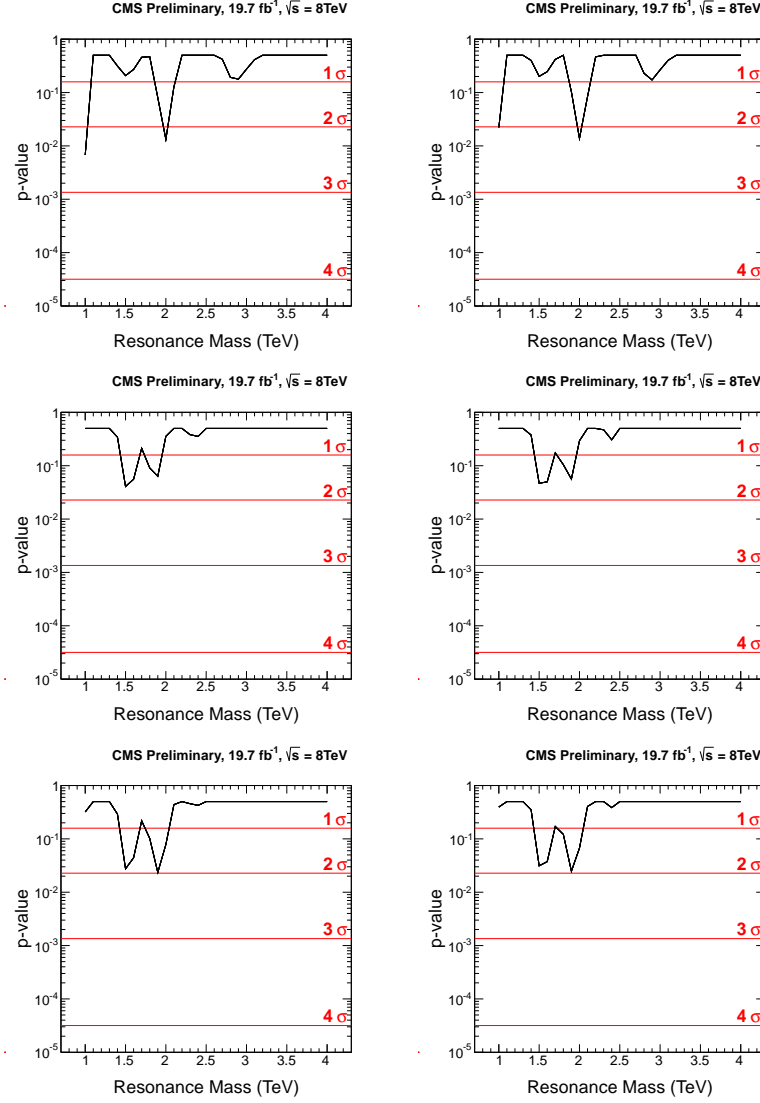 CMS Preliminary, 19.7 fb⁻¹, √s = 8TeV
p-value
1
10⁻¹
10⁻²
10⁻³
10⁻⁴
10⁻⁵
1 σ
2 σ
3 σ
4 σ
1 1.5 2 2.5 3 3.5 4
Resonance Mass (TeV)
CMS Preliminary, 19.7 fb⁻¹, √s = 8TeV
p-value
1
10⁻¹
10⁻²
10⁻³
10⁻⁴
10⁻⁵
1 σ
2 σ
3 σ
4 σ
1 1.5 2 2.5 3 3.5 4
Resonance Mass (TeV)
CMS Preliminary, 19.7 fb⁻¹, √s = 8TeV
p-value
1
10⁻¹
10⁻²
10⁻³
10⁻⁴
10⁻⁵
1 σ
2 σ
3 σ
4 σ
1 1.5 2 2.5 3 3.5 4
Resonance Mass (TeV)
CMS Preliminary, 19.7 fb⁻¹, √s = 8TeV
p-value
1
10⁻¹
10⁻²
10⁻³
10⁻⁴
10⁻⁵
1 σ
2 σ
3 σ
4 σ
1 1.5 2 2.5 3 3.5 4
Resonance Mass (TeV)
CMS Preliminary, 19.7 fb⁻¹, √s = 8TeV
p-value
1
10⁻¹
10⁻²
10⁻³
10⁻⁴
10⁻⁵
1 σ
2 σ
3 σ
4 σ
1 1.5 2 2.5 3 3.5 4
Resonance Mass (TeV)
CMS Preliminary, 19.7 fb⁻¹, √s = 8TeV
p-value
1
10⁻¹
10⁻²
10⁻³
10⁻⁴
10⁻⁵
1 σ
2 σ
3 σ
4 σ
1 1.5 2 2.5 3 3.5 4
Resonance Mass (TeV)